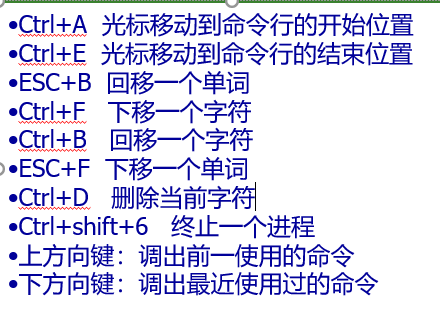 •Ctrl+A 光标移动到命令行的开始位置
•Ctrl+E 光标移动到命令行的结束位置
•ESC+B 回移一个单词
•Ctrl+F 下移一个字符
•Ctrl+B 回移一个字符
•ESC+F 下移一个单词
•Ctrl+D 删除当前字符
•Ctrl+shift+6 终止一个进程
•上方向键：调出前一使用的命令
•下方向键：调出最近使用过的命令